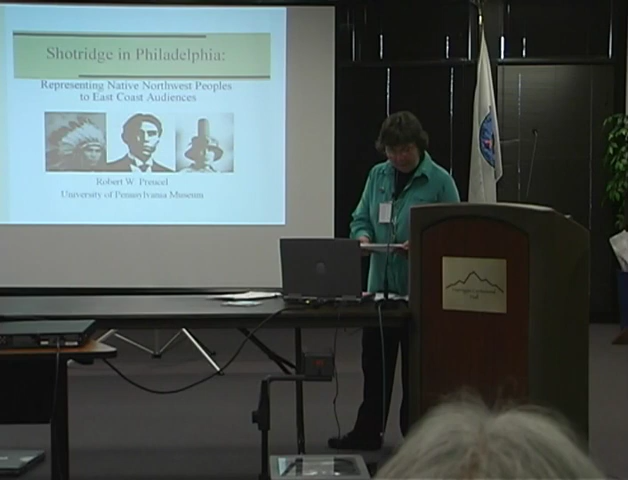 Shotridge in Philadelphia:
Representing Native Northwest Peoples
to East Coast Audiences
Robert W. Preucel
University of Pennsylvania Museum